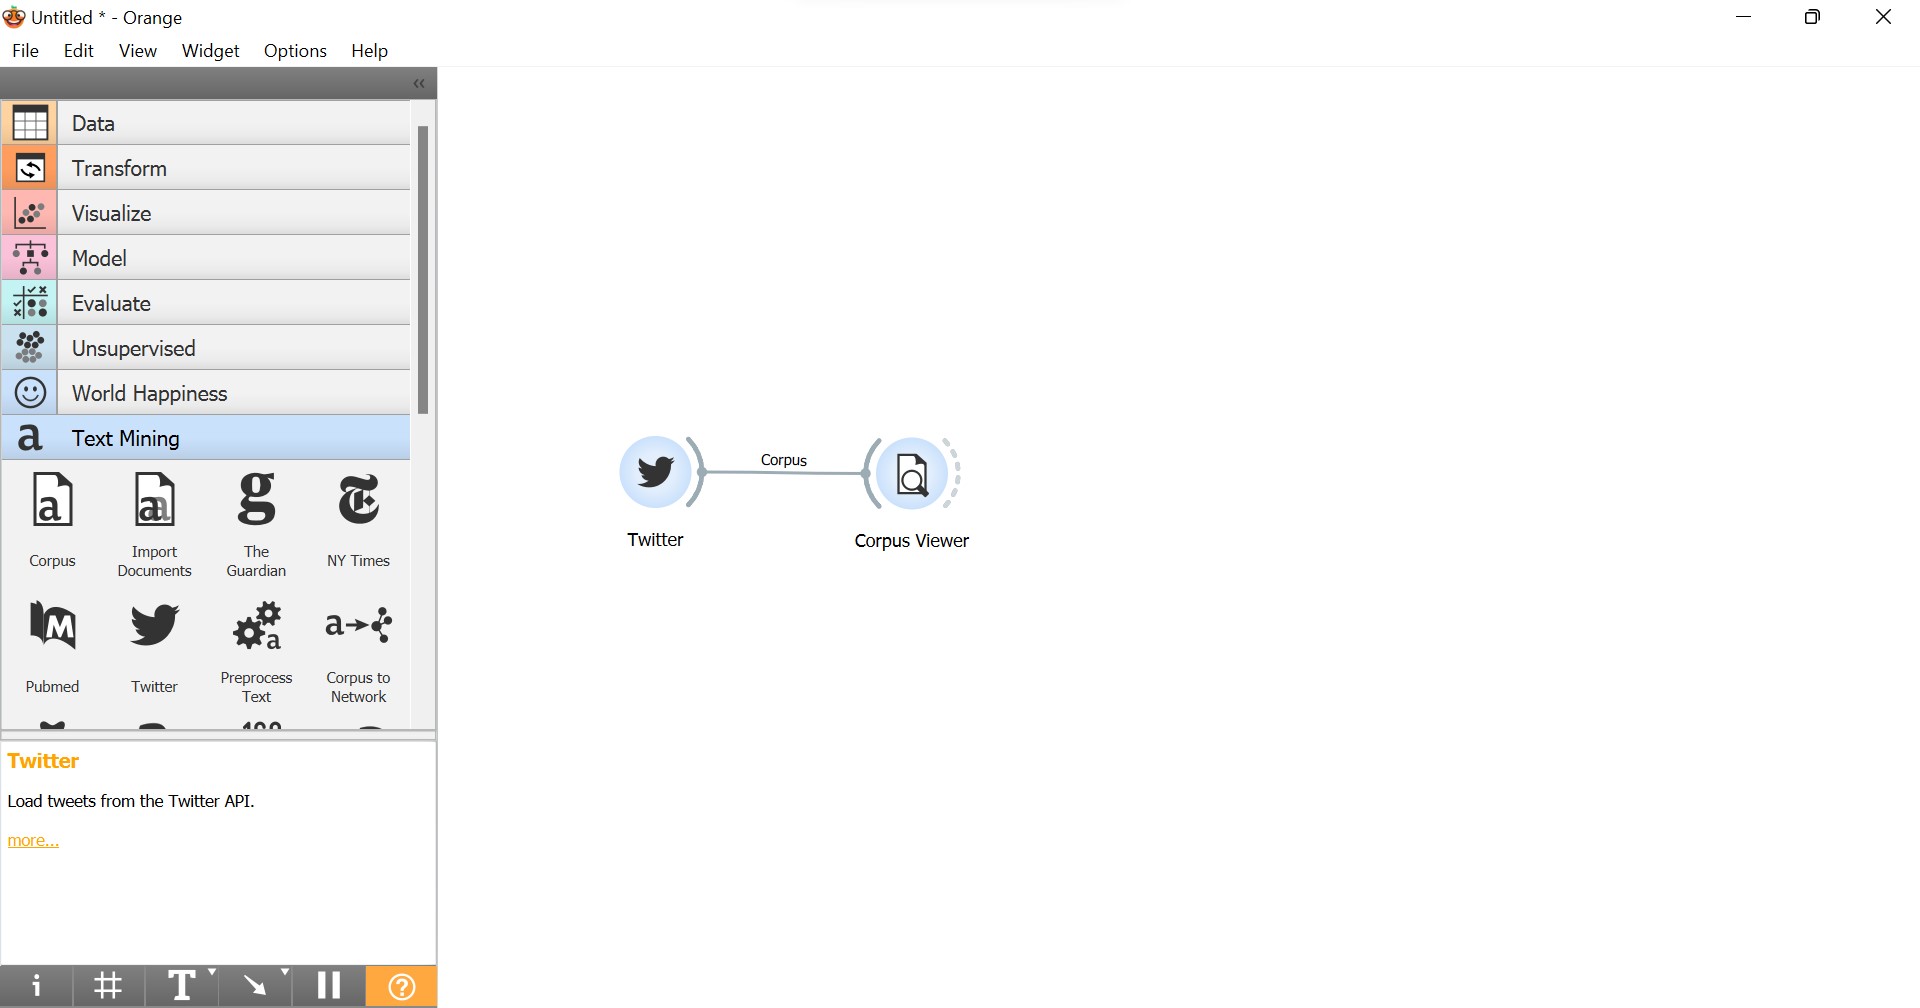 Untitled * - Orange
File Edit View Widget Options Help
Data
Transform
Visualize
Model
Evaluate
Unsupervised
World Happiness
a Text Mining
Corpus
Import
Documents
The
Guardian
NY Times
Pubmed
Twitter
Preprocess
Text
Corpus to
Network
Twitter
Load tweets from the Twitter API.
more...
Corpus
Twitter
Corpus Viewer